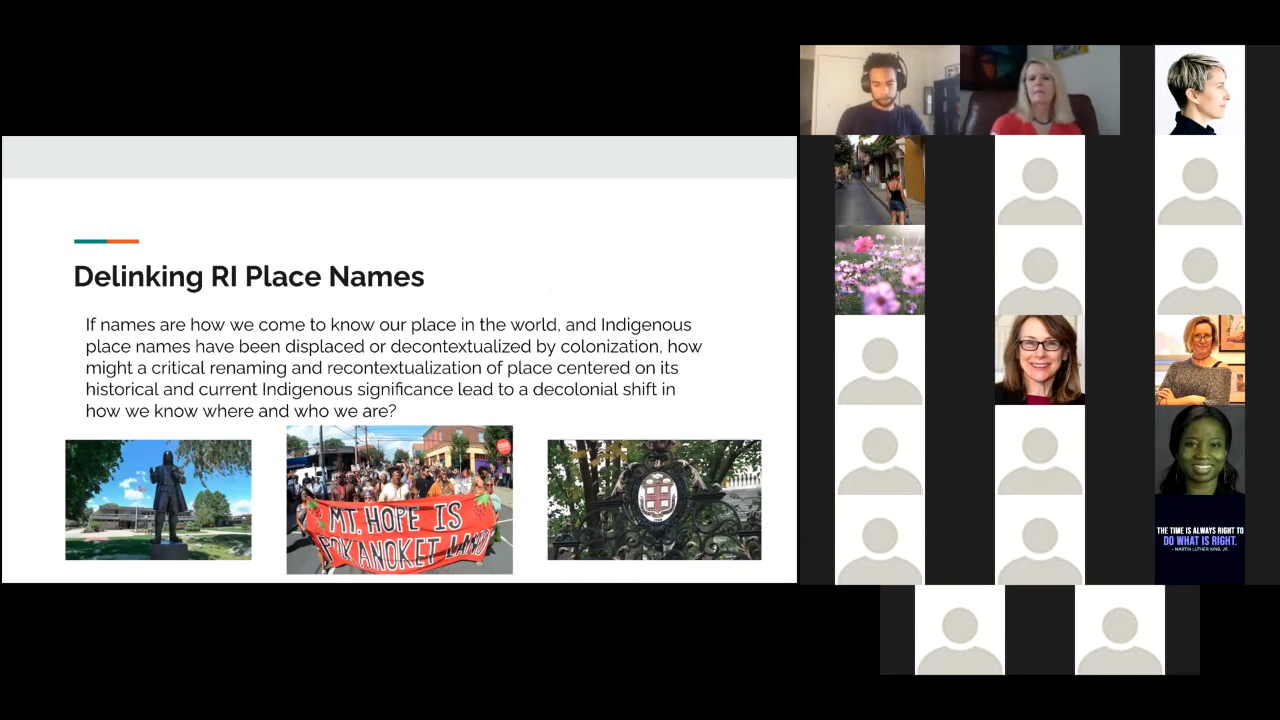 Delinking RI Place Names
If names are how we come to know our place in the world, and Indigenous
place names have been displaced or decontextualized by colonization, how
might a critical renaming and recontextualization of place centered on its
historical and current Indigenous significance lead to a decolonial shift in
how we know where and who we are?
MT. HOPE IS
POKANOKET LAND
THE TIME IS ALWAYS RIGHT TO
DO WHAT IS RIGHT.
- MARTIN LUTHER KING, JR.